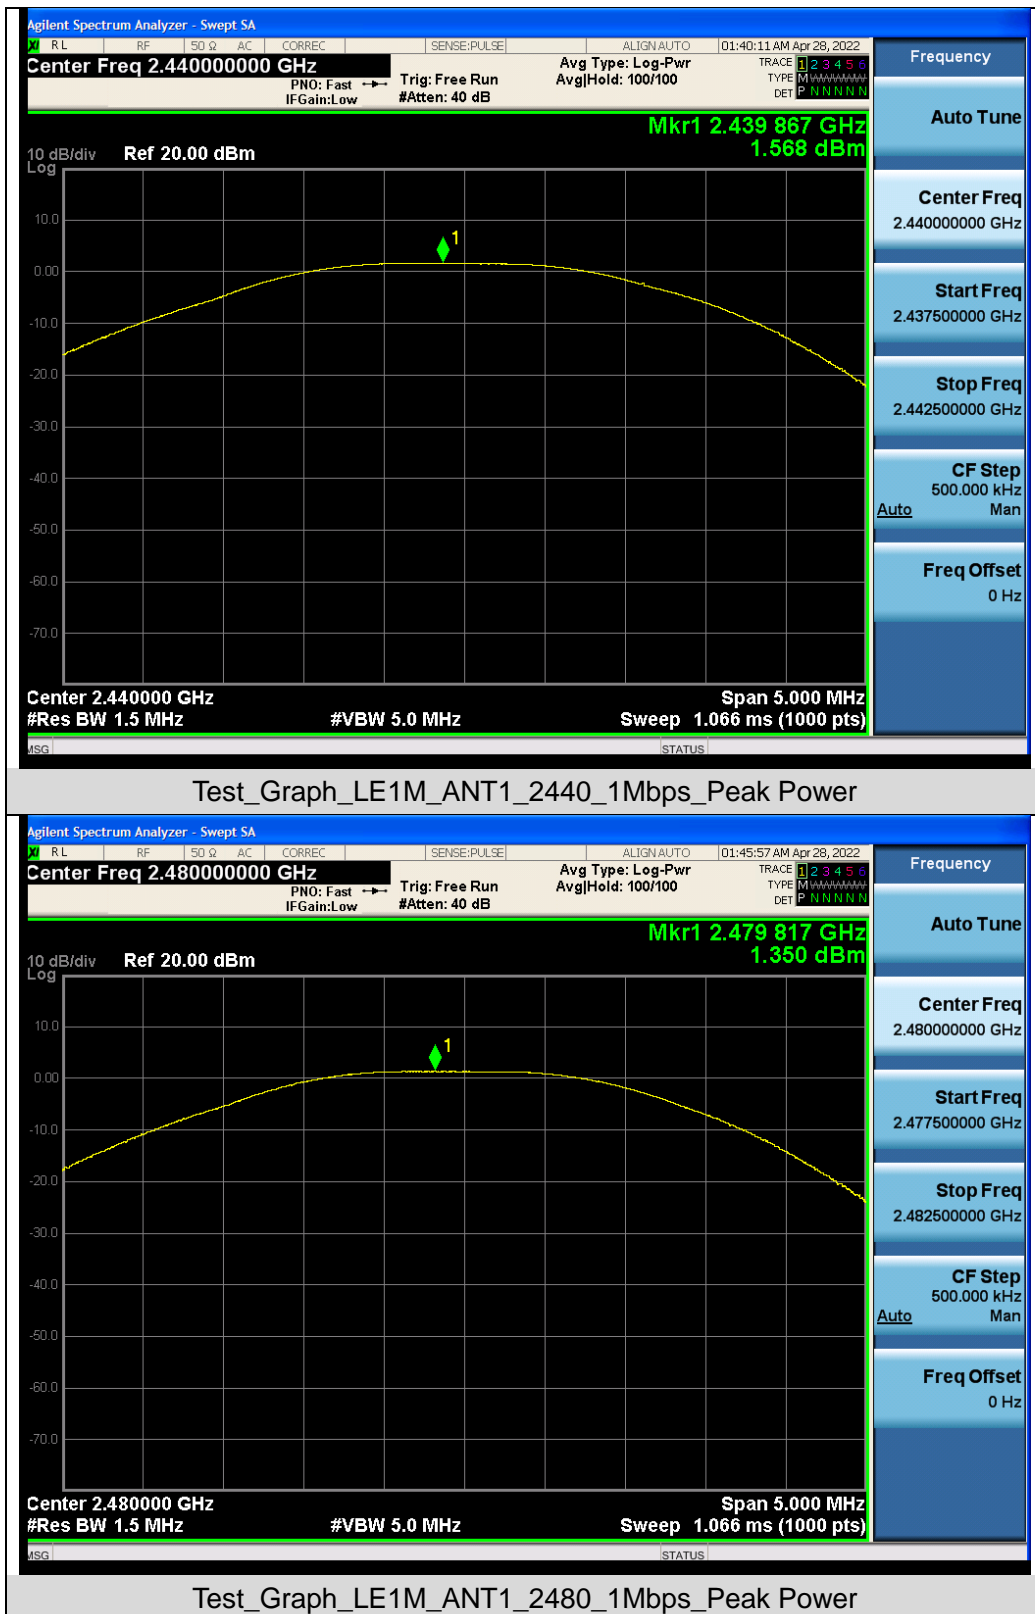 Agilent Spectrum Analyzer - Swept SA
RL RF 50 Ω AC CORREC SENSE:PULSE ALIGN AUTO 01:40:11 AM Apr 28, 2022
Center Freq 2.440000000 GHz
PNO: Fast Trig: Free Run Avg Type: Log-Pwr TRACE 1 2 3 4 5 6
IFGain:Low #Atten: 40 dB Avg|Hold: 100/100 TYPE M
DET P N N N N N
Frequency
Mkr1 2.439 867 GHz
1.568 dBm
10 dB/div Ref 20.00 dBm
Log
10.0
0.00
-10.0
-20.0
-30.0
-40.0
-50.0
-60.0
-70.0
Center 2.440000 GHz Span 5.000 MHz
#Res BW 1.5 MHz #VBW 5.0 MHz Sweep 1.066 ms (1000 pts)
1
Auto Tune
Center Freq
2.440000000 GHz
Start Freq
2.437500000 GHz
Stop Freq
2.442500000 GHz
CF Step
500.000 kHz
Auto Man
Freq Offset
0 Hz
MSG STATUS
Test_Graph_LE1M_ANT1_2440_1Mbps_Peak Power
Agilent Spectrum Analyzer - Swept SA
RL RF 50 Ω AC CORREC SENSE:PULSE ALIGN AUTO 01:45:57 AM Apr 28, 2022
Center Freq 2.480000000 GHz
PNO: Fast Trig: Free Run Avg Type: Log-Pwr TRACE 1 2 3 4 5 6
IFGain:Low #Atten: 40 dB Avg|Hold: 100/100 TYPE M
DET P N N N N N
Frequency
Mkr1 2.479 817 GHz
1.350 dBm
10 dB/div Ref 20.00 dBm
Log
10.0
0.00
-10.0
-20.0
-30.0
-40.0
-50.0
-60.0
-70.0
Center 2.480000 GHz Span 5.000 MHz
#Res BW 1.5 MHz #VBW 5.0 MHz Sweep 1.066 ms (1000 pts)
1
Auto Tune
Center Freq
2.480000000 GHz
Start Freq
2.477500000 GHz
Stop Freq
2.482500000 GHz
CF Step
500.000 kHz
Auto Man
Freq Offset
0 Hz
MSG STATUS
Test_Graph_LE1M_ANT1_2480_1Mbps_Peak Power